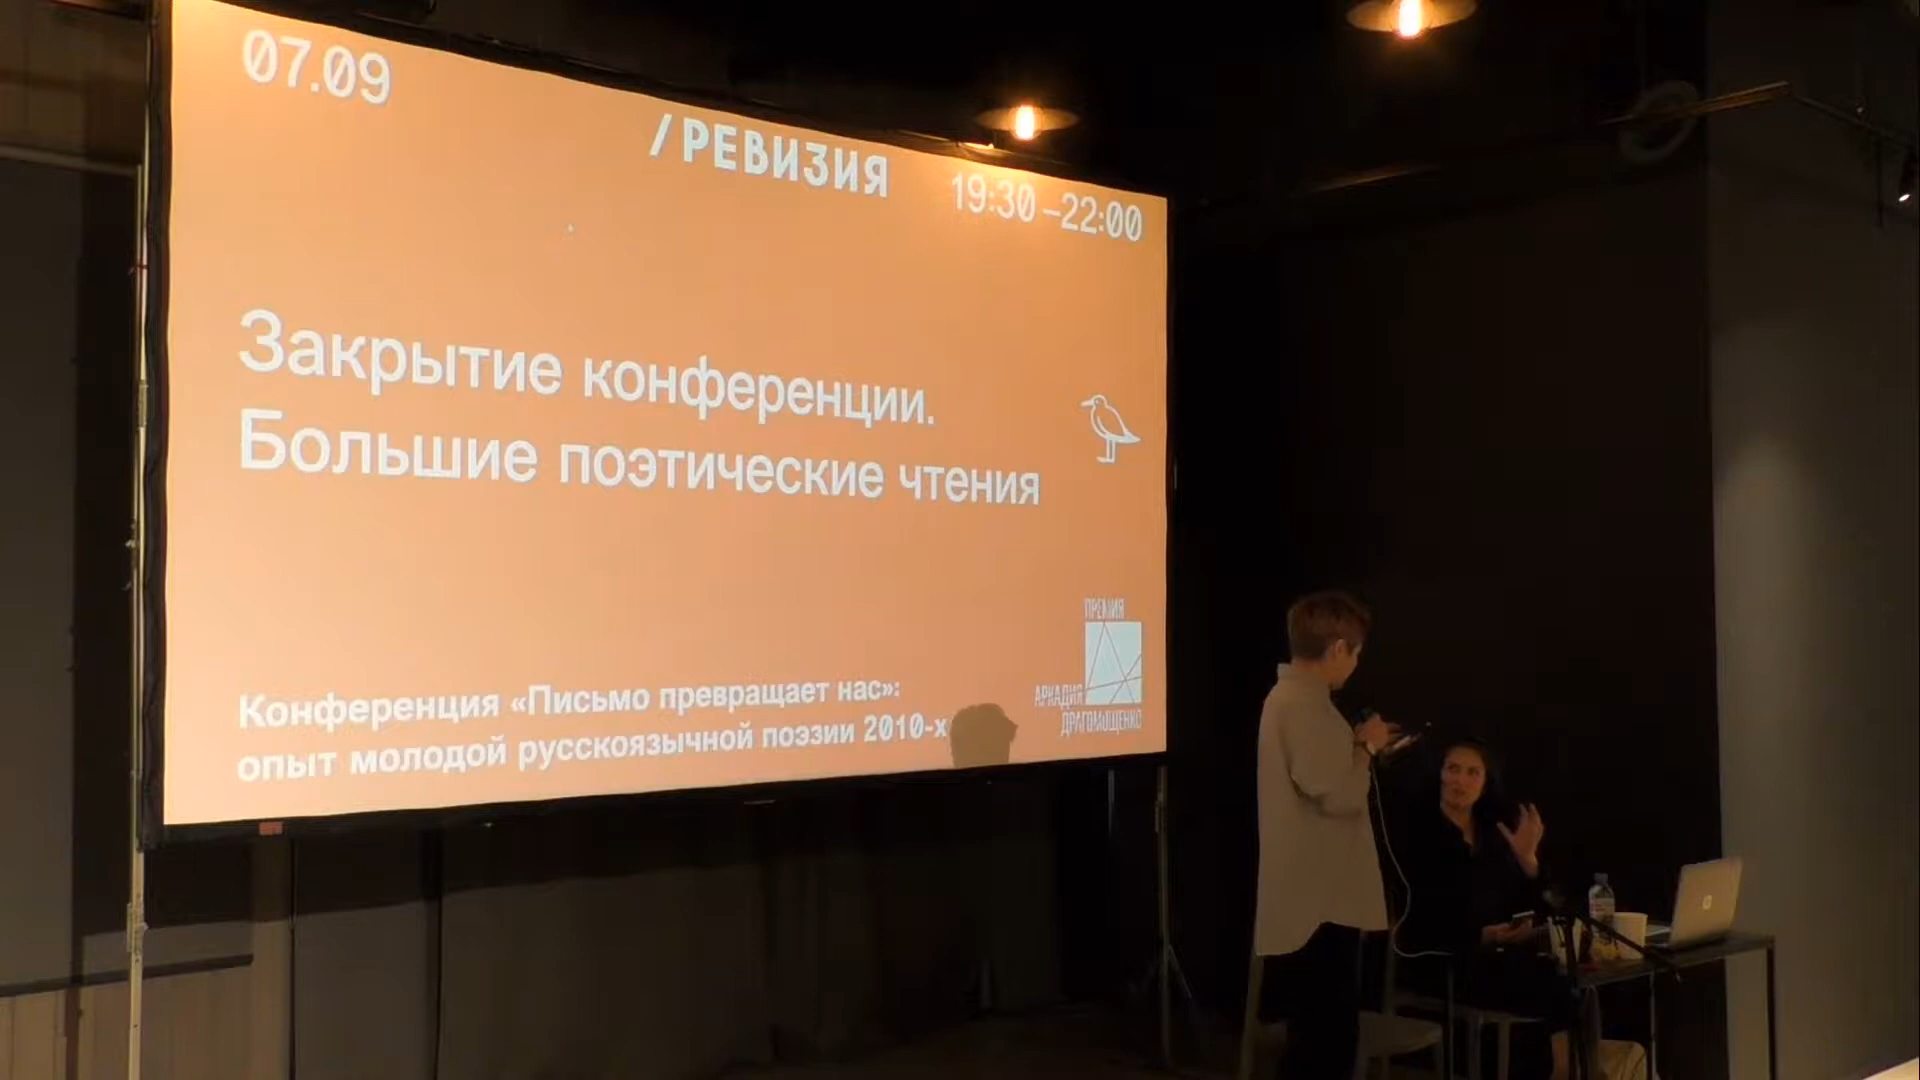 07.09
/РЕВИЗИЯ
19:30–22:00
Закрытие конференции.
Большие поэтические чтения
ПРЕМИЯ
АРКАДИЯ
ДРАГОМОЩЕНКО
Конференция «Письмо превращает нас»:
опыт молодой русскоязычной поэзии 2010-х